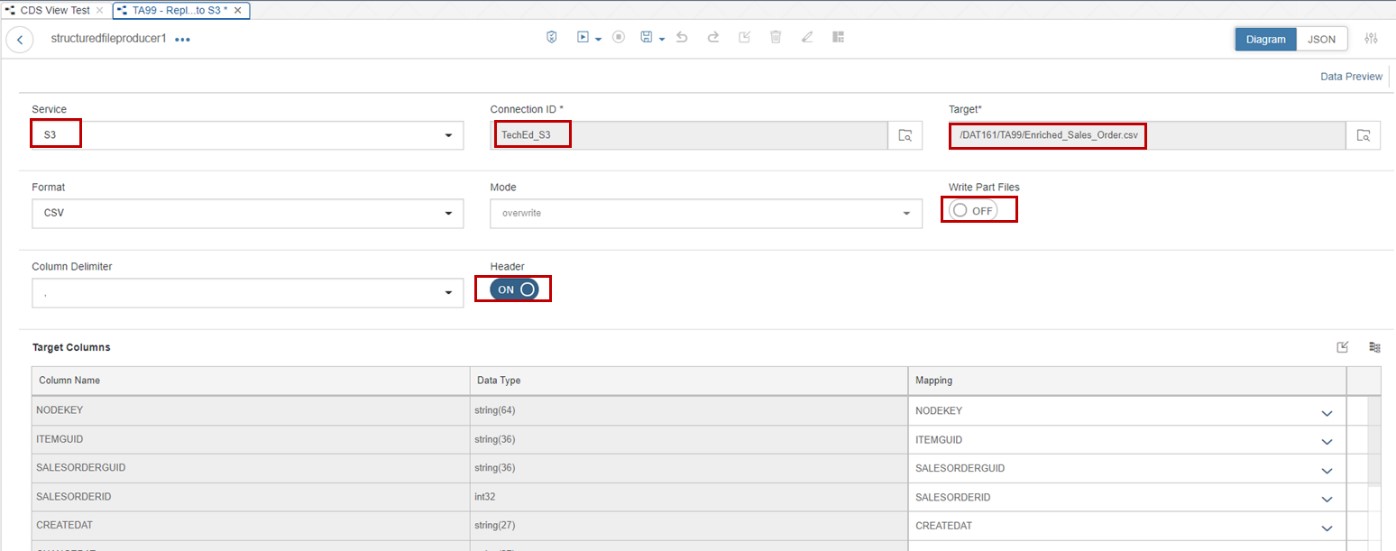 CDS View Test
TA99 - Repl...to S3 *
structuredfileproducer1
Diagram
JSON
Data Preview
Service
Connection ID *
Target*
S3
TechEd_S3
/DAT161/TA99/Enriched_Sales_Order.csv
Format
Mode
Write Part Files
CSV
overwrite
OFF
Column Delimiter
Header
,
ON
Target Columns
Column Name Data Type Mapping
NODEKEY string(64) NODEKEY
ITEMGUID string(36) ITEMGUID
SALESORDERGUID string(36) SALESORDERGUID
SALESORDERID int32 SALESORDERID
CREATEDAT string(27) CREATEDAT